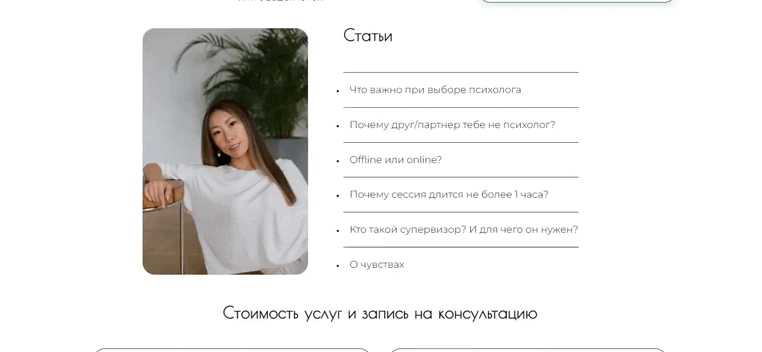 Статьи
Что важно при выборе психолога
Почему друг/партнер тебе не психолог?
Offline или online?
Почему сессия длится не более 1 часа?
Кто такой супервизор? И для чего он нужен?
О чувствах
Стоимость услуг и запись на консультацию